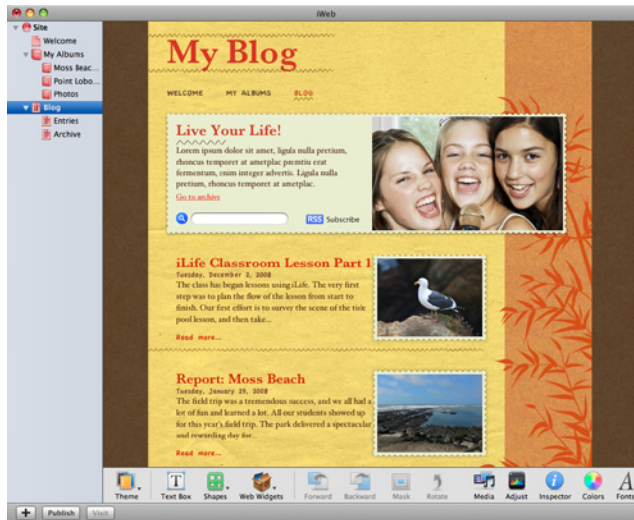 iWeb
Site
Welcome
My Albums
Moss Beac...
Point Lobo...
Photos
Blog
Entries
Archive
My Blog
WELCOME MY ALBUMS BLOG
Live Your Life!
Lorem ipsum dolor sit amet, ligula nulla pretium,
rhoncus temporet at ametplac premtiu erat
fermentum, enim integer advertis. Ligula nulla
pretium, rhoncus temporet at ametplac.
Go to archive
RSS Subscribe
iLife Classroom Lesson Part 1
Tuesday, December 2, 2008
The class has began lessons using iLife. The very first
step was to plan the flow of the lesson from start to
finish. Our first effort is to survey the scene of the tide
pool lesson, and then take...
Read more...
Report: Moss Beach
Tuesday, January 29, 2008
The field trip was a tremendous success, and we all had a
lot of fun and learned a lot. All our students showed up
for this year's field trip. The park delivered a spectacular
and rewarding day for...
Read more...
Theme Text Box Shapes Web Widgets Forward Backward Mask Rotate Media Adjust Inspector Colors Fonts
Publish Visit